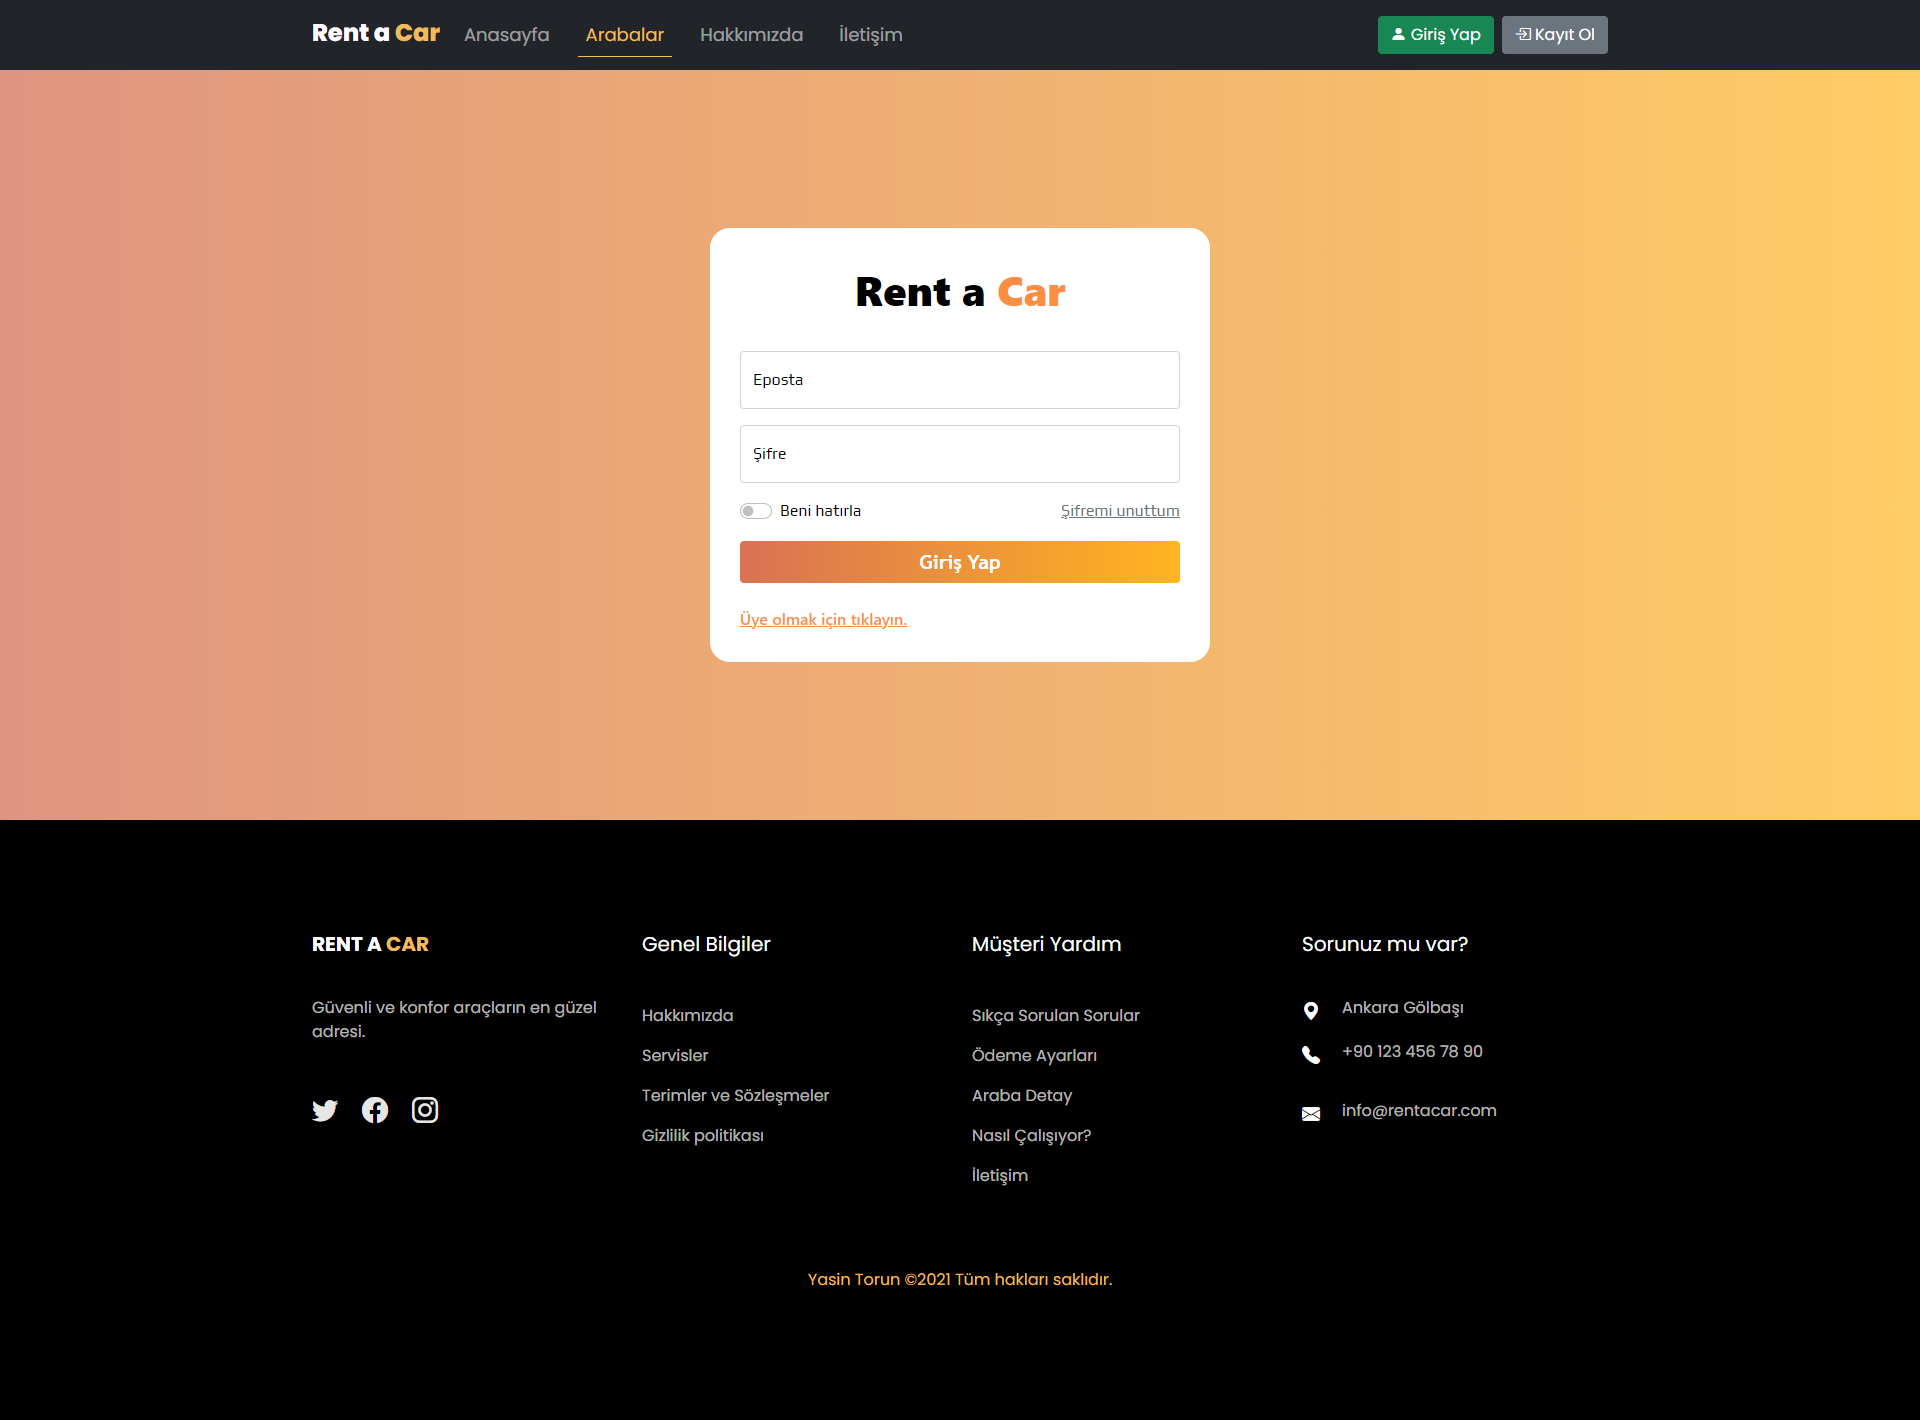 Rent a Car Anasayfa Arabalar Hakkımızda İletişim Giriş Yap Kayıt Ol
Rent a Car
Eposta
Şifre
Beni hatırla Şifremi unuttum
Giriş Yap
Üye olmak için tıklayın.
RENT A CAR
Güvenli ve konfor araçların en güzel
adresi.
Genel Bilgiler
Hakkımızda
Servisler
Terimler ve Sözleşmeler
Gizlilik politikası
Müşteri Yardım
Sıkça Sorulan Sorular
Ödeme Ayarları
Araba Detay
Nasıl Çalışıyor?
İletişim
Sorunuz mu var?
Ankara Gölbaşı
+90 123 456 78 90
info@rentacar.com
Yasin Torun ©2021 Tüm hakları saklıdır.